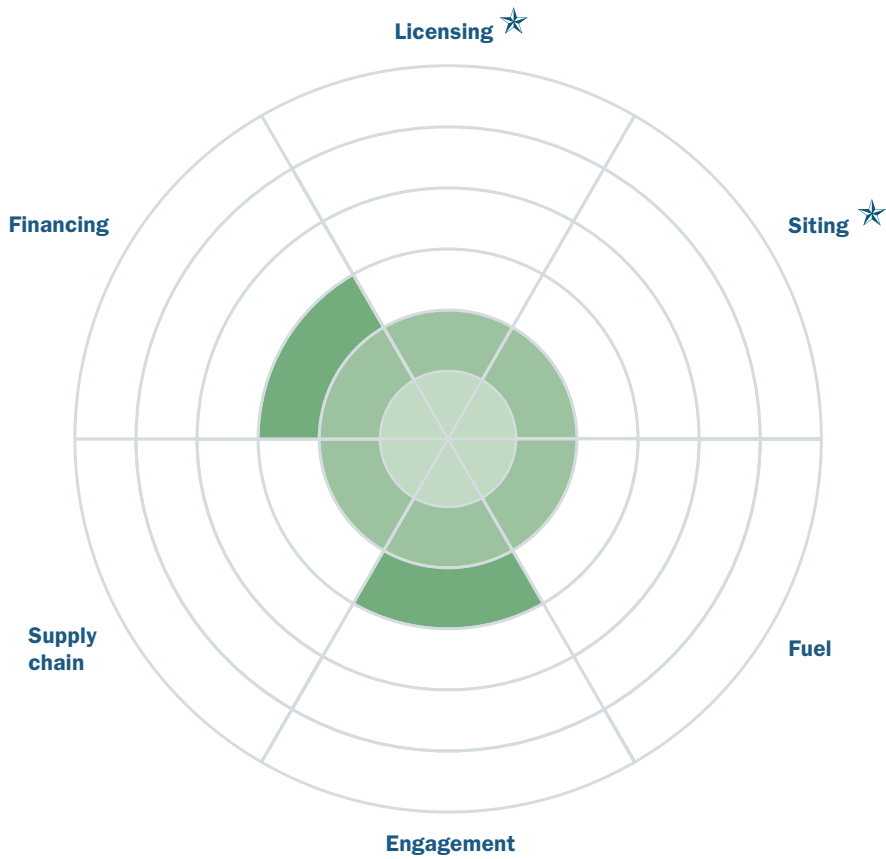 Licensing
Financing
Siting
Supply
chain
Fuel
Engagement